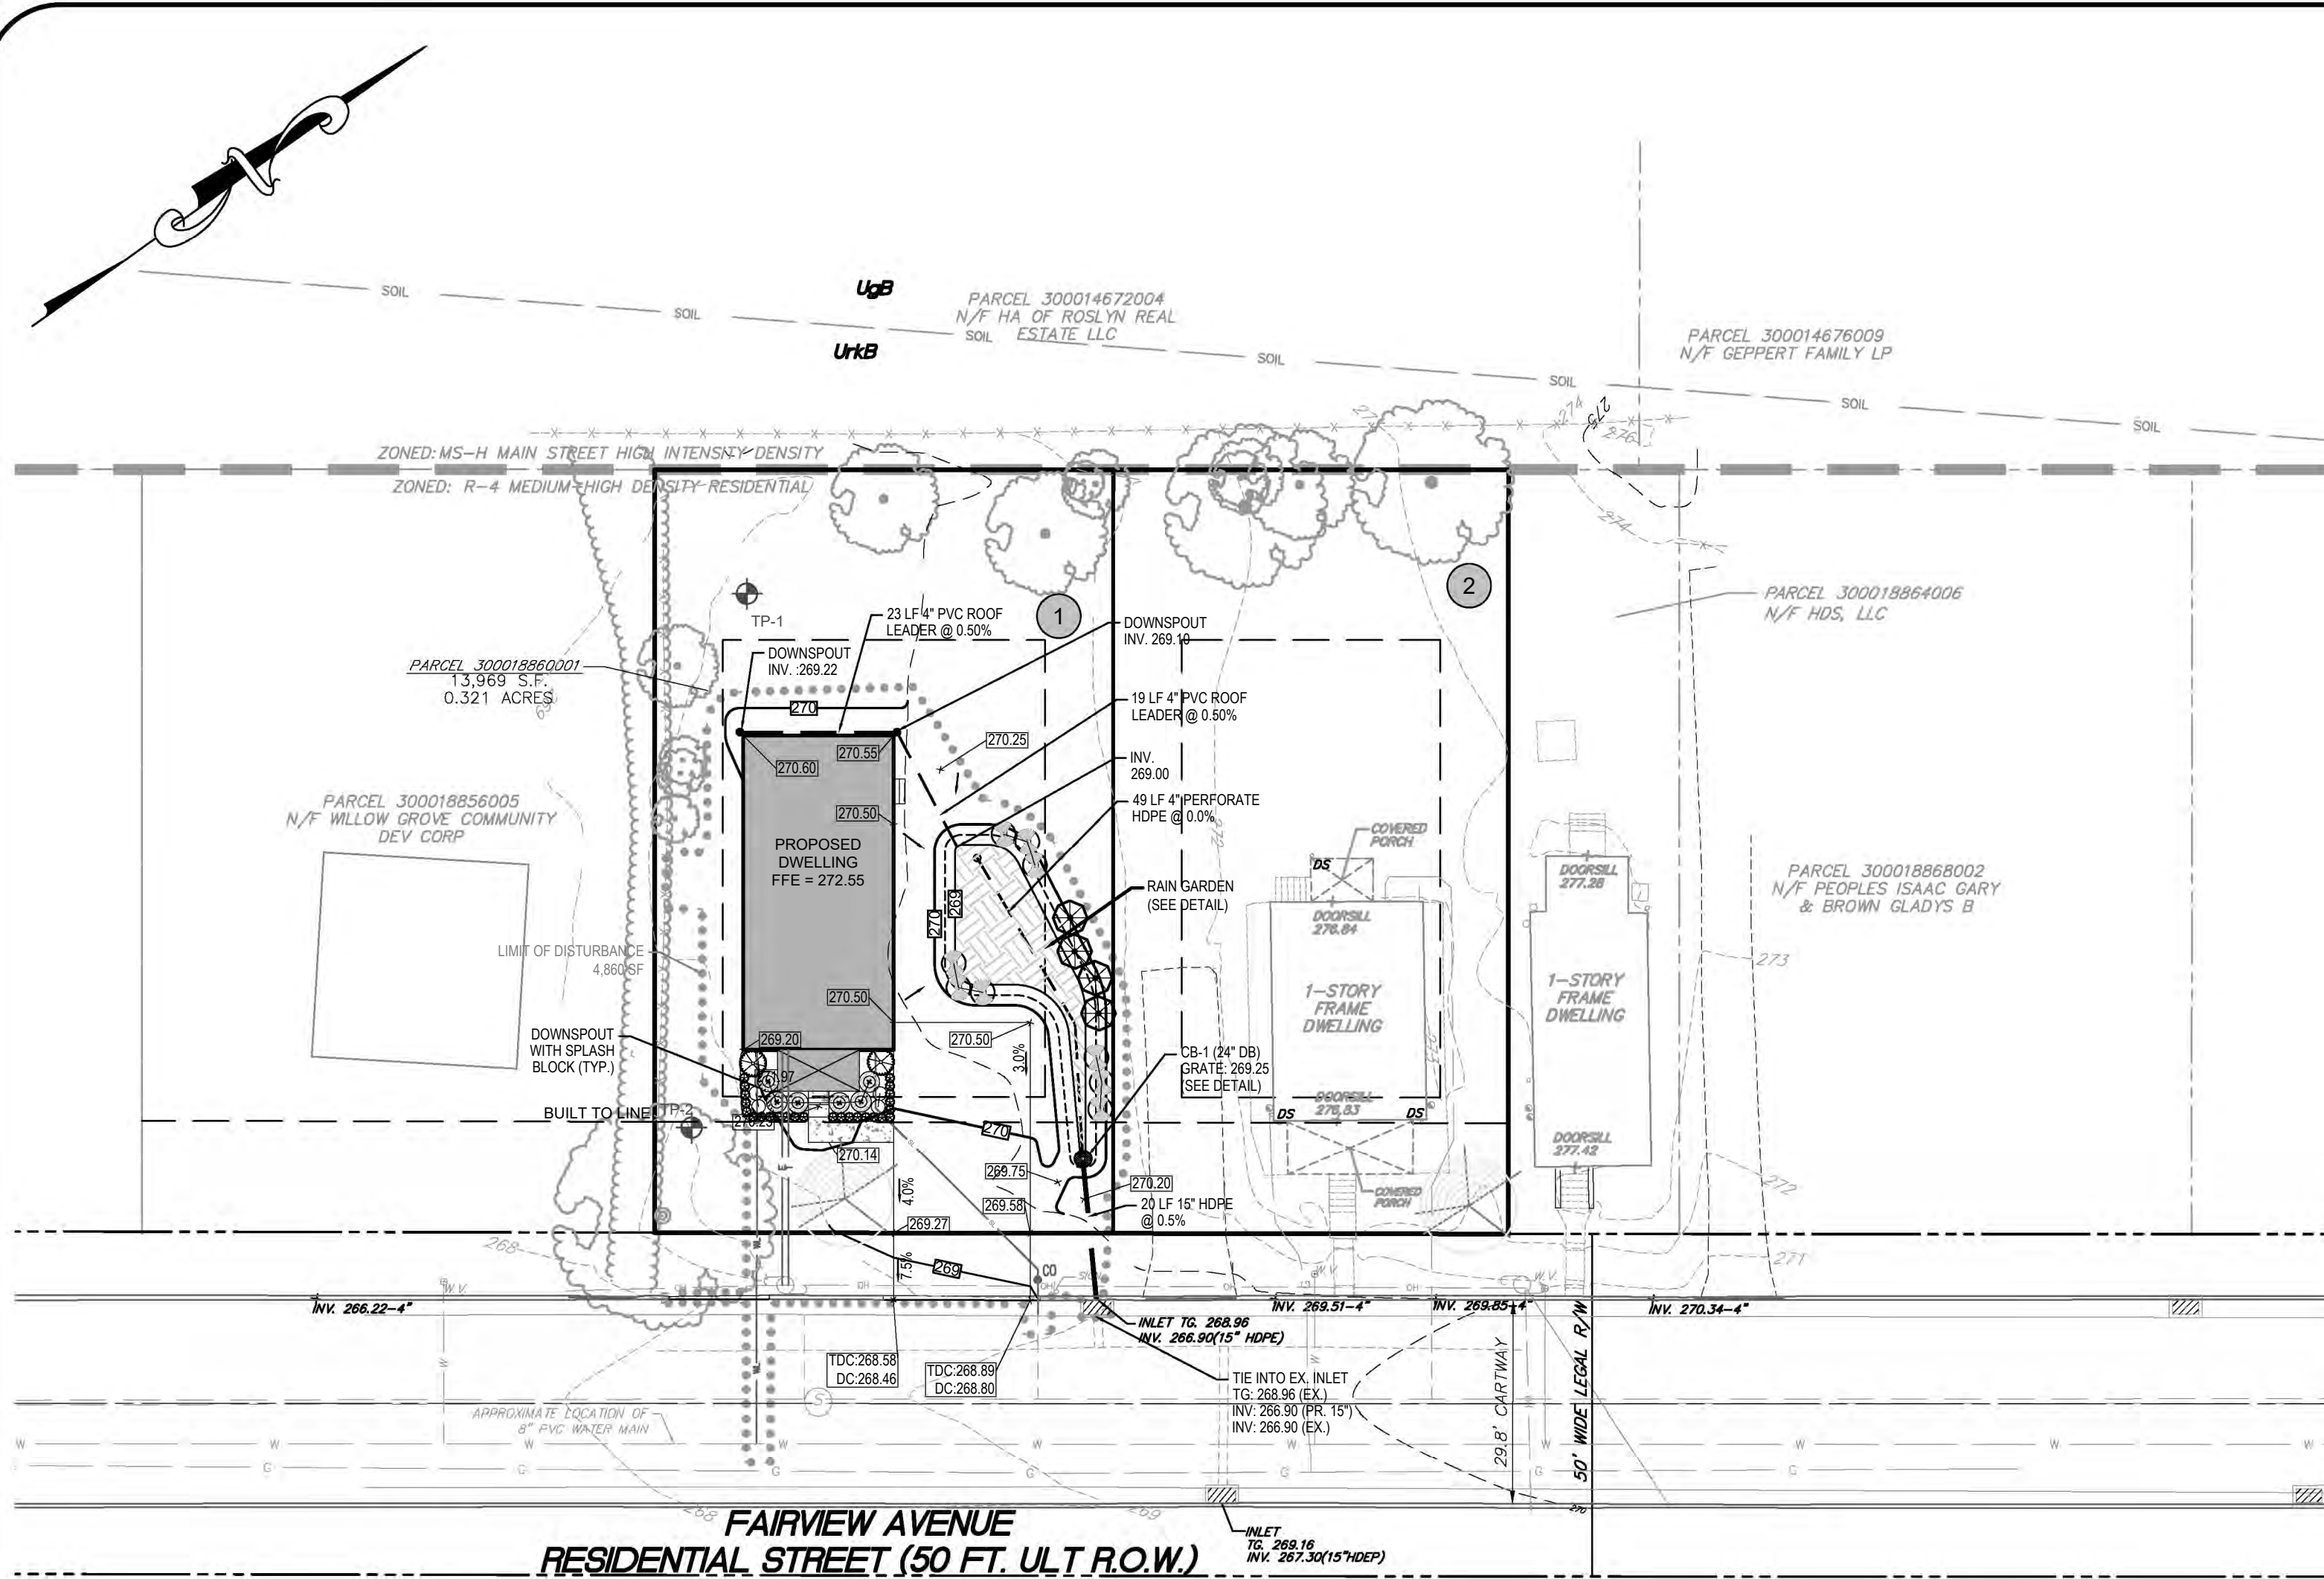 UgB
UrkB
SOIL
SOIL
SOIL
SOIL
SOIL
SOIL
SOIL
PARCEL 300014672004
N/F HA OF ROSLYN REAL
ESTATE LLC
PARCEL 300014676009
N/F GEPPERT FAMILY LP
274
275
276
ZONED: MS-H MAIN STREET HIGH INTENSITY DENSITY
ZONED: R-4 MEDIUM-HIGH DENSITY RESIDENTIAL
274
1
2
PARCEL 300018864006
N/F HDS, LLC
TP-1
23 LF 4" PVC ROOF
LEADER @ 0.50%
DOWNSPOUT
INV. 269.10
DOWNSPOUT
INV. :269.22
PARCEL 300018860001
13,969 S.F.
0.321 ACRES
19 LF 4" PVC ROOF
LEADER @ 0.50%
270
270.25
270.55
270.60
INV.
269.00
49 LF 4" PERFORATE
HDPE @ 0.0%
270.50
PARCEL 300018856005
N/F WILLOW GROVE COMMUNITY
DEV CORP
PROPOSED
DWELLING
FFE = 272.55
272
COVERED
PORCH
DS
DOORSILL
277.28
PARCEL 300018868002
N/F PEOPLES ISAAC GARY
& BROWN GLADYS B
RAIN GARDEN
(SEE DETAIL)
269
270
DOORSILL
276.84
LIMIT OF DISTURBANCE
4,860 SF
273
270.50
1-STORY
FRAME
DWELLING
1-STORY
FRAME
DWELLING
DOWNSPOUT
WITH SPLASH
BLOCK (TYP.)
269.20
270.50
3.0%
CB-1 (24" DB)
GRATE: 269.25
(SEE DETAIL)
BUILT TO LINE
TP-2
DS
DOORSILL
276.83
DS
270
DOORSILL
277.42
270.14
269.75
270.20
4.0%
269.58
20 LF 15" HDPE
@ 0.5%
COVERED
PORCH
272
269.27
268
7.5%
269
CO
SIGN
271
W.V.
OH
OH
OH
OH
W.V.
W.V.
INV. 266.22-4"
INV. 269.51-4"
INV. 269.85-4"
INV. 270.34-4"
INLET TG. 268.96
INV. 266.90(15" HDPE)
TDC:268.58
DC:268.46
TDC:268.89
DC:268.80
TIE INTO EX. INLET
TG: 268.96 (EX.)
INV: 266.90 (PR. 15")
INV: 266.90 (EX.)
29.8' CARTWAY
50' WIDE LEGAL R/W
S
APPROXIMATE LOCATION OF
8" PVC WATER MAIN
W
W
W
W
W
W
W
W
W
W
G
G
G
G
G
G
G
268
269
270
FAIRVIEW AVENUE
RESIDENTIAL STREET (50 FT. ULT R.O.W.)
INLET
TG. 269.16
INV. 267.30(15"HDEP)